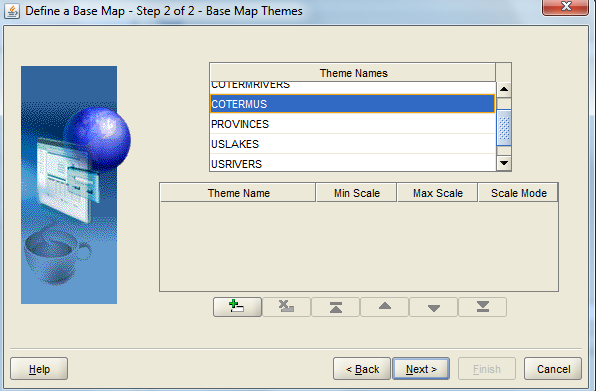 Define a Base Map - Step 2 of 2 - Base Map Themes
Theme Names
COTERMRIVERS
COTERMUS
PROVINCES
USLAKES
USRIVERS
Theme Name Min Scale Max Scale Scale Mode
Help < Back Next > Finish Cancel